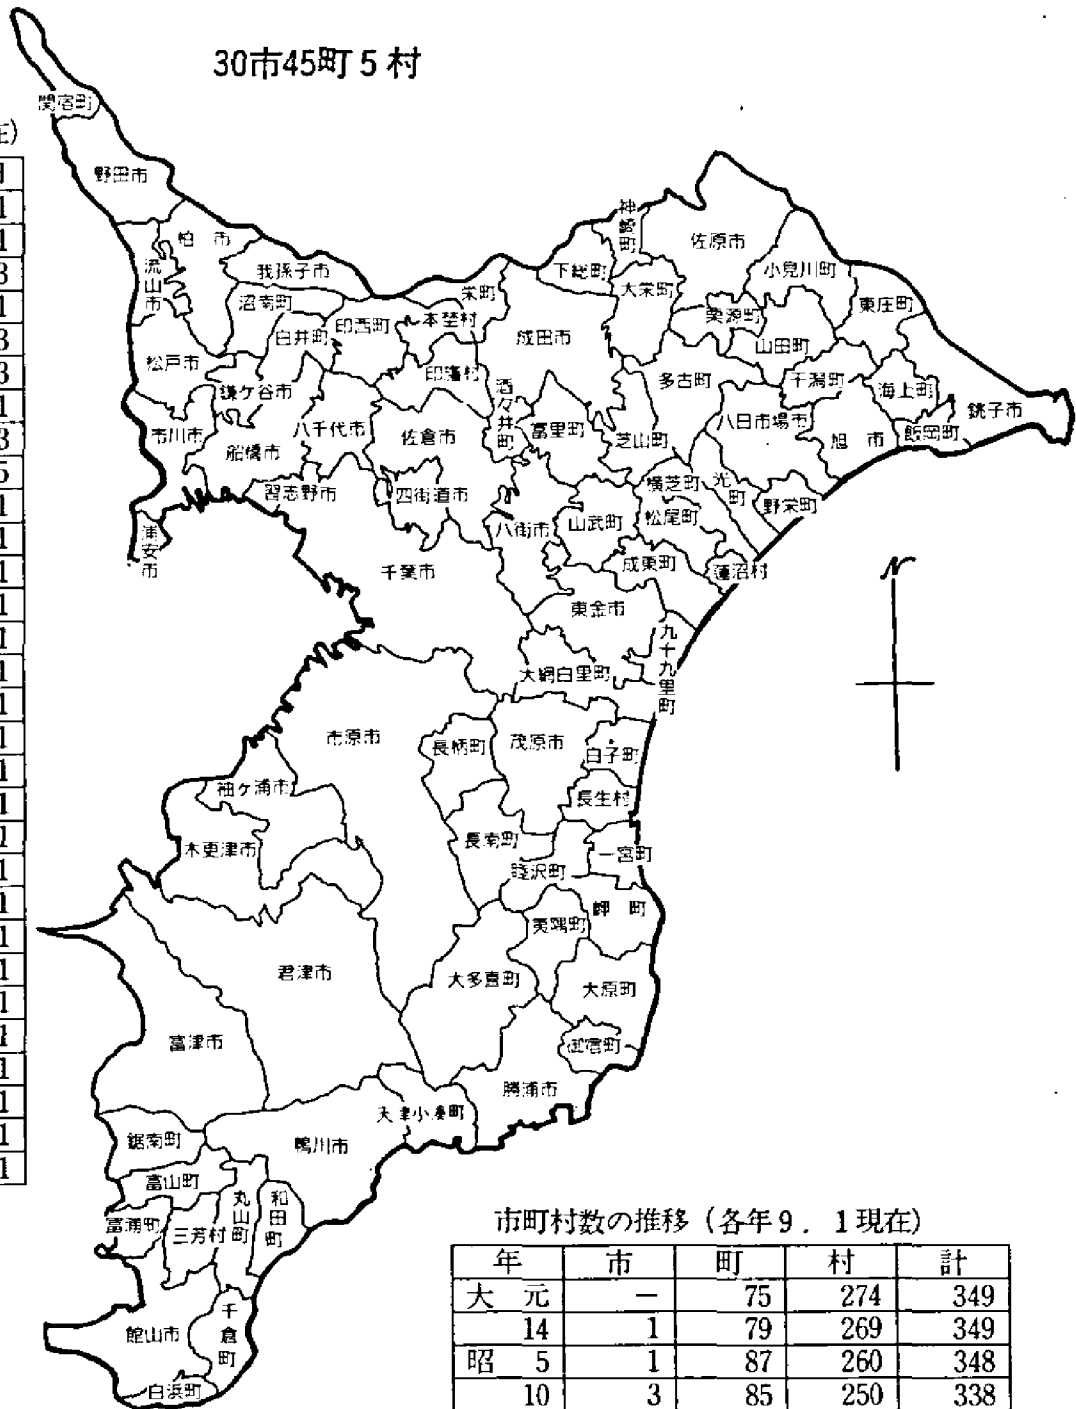 30市45町5村
在)
関宿町
野田市
柏市
流山市
我孫子市
沼南町
白井町
印西町
栄町
本埜村
印旛村
下総町
神崎町
大栄町
佐原市
小見川町
東庄町
栗源町
山田町
成田市
松戸市
鎌ケ谷市
市川市
船橋市
八千代市
佐倉市
酒々井町
富里町
芝山町
多古町
干潟町
海上町
八日市場市
旭市
飯岡町
銚子市
習志野市
四街道市
八街市
山武町
横芝町
松尾町
光町
野栄町
浦安市
千葉市
成東町
蓮沼村
東金市
九十九里町
大網白里町
市原市
長柄町
茂原市
白子町
袖ケ浦市
長生村
木更津市
長南町
一宮町
睦沢町
岬町
夷隅町
君津市
大多喜町
大原町
富津市
御宿町
勝浦市
天津小湊町
鋸南町
鴨川市
富山町
富浦町
三芳村
丸山町
和田町
館山市
千倉町
白浜町
N
市町村数の推移(各年9.1現在)
年 市 町 村 計
大 元 — 75 274 349
14 1 79 269 349
昭 5 1 87 260 348
10 3 85 250 338